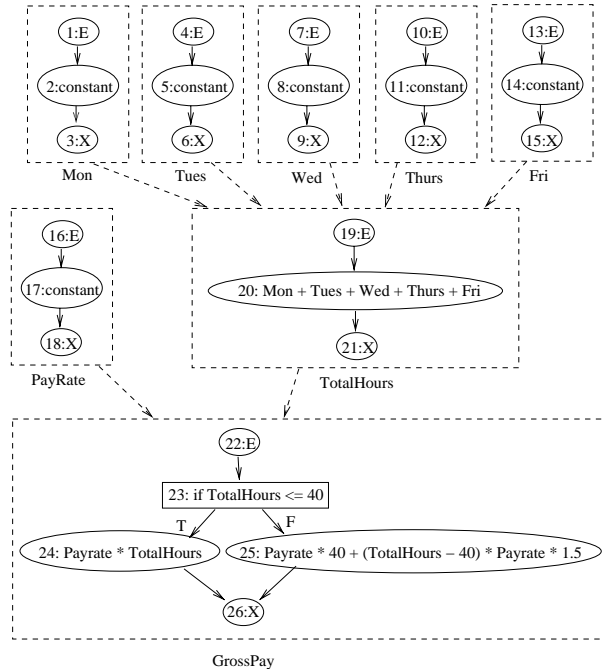 1:E
4:E
7:E
10:E
13:E
2:constant
5:constant
8:constant
11:constant
14:constant
3:X
6:X
9:X
12:X
15:X
Mon
Tues
Wed
Thurs
Fri
16:E
19:E
17:constant
20: Mon + Tues + Wed + Thurs + Fri
18:X
21:X
PayRate
TotalHours
22:E
23: if TotalHours <= 40
T
F
24: Payrate * TotalHours
25: Payrate * 40 + (TotalHours − 40) * Payrate * 1.5
26:X
GrossPay